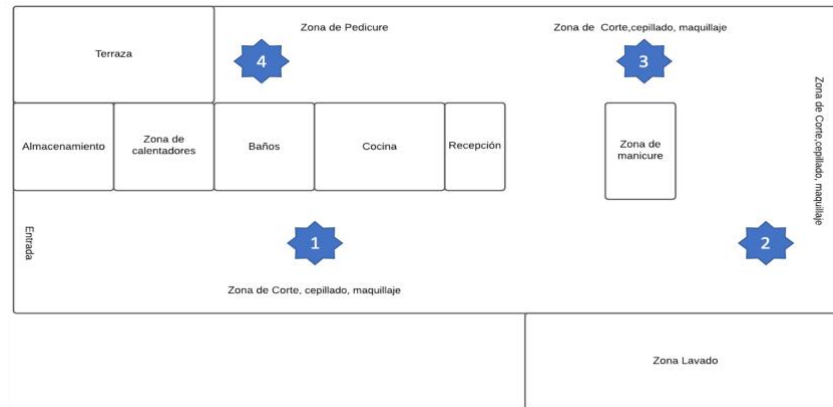 Zona de Pedicure
Zona de  Corte,cepillado, maquillaje
Terraza
4
3
Zona de Corte,cepillado, maquillaje
Almacenamiento
Zona de
calentadores
Baños
Cocina
Recepción
Zona de
manicure
Entrada
1
2
Zona de Corte, cepillado, maquillaje
Zona Lavado